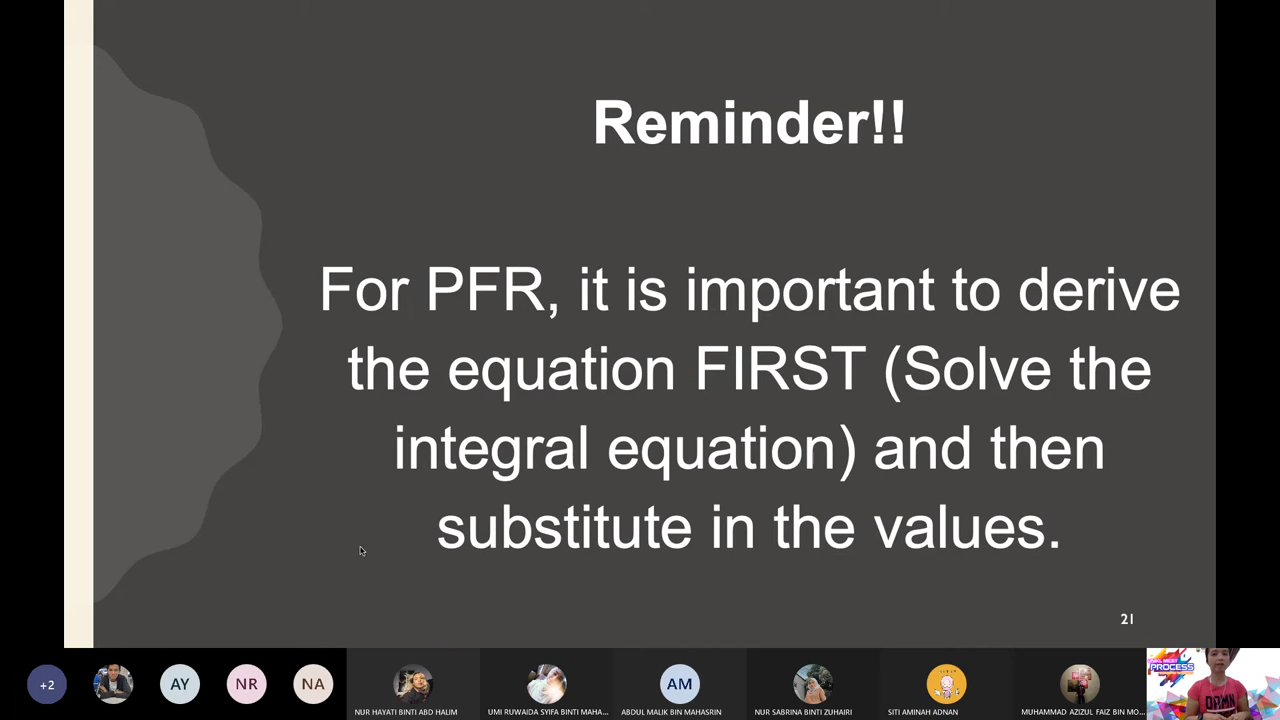 Reminder!!
For PFR, it is important to derive
the equation FIRST (Solve the
integral equation) and then
substitute in the values.
21
+2
AY
NR
NA
NUR HAYATI BINTI ABD HALIM
UMI RUWAIDA SYIFA BINTI MAHA...
AM
ABDUL MALIK BIN MAHASRIN
NUR SABRINA BINTI ZUHAIRI
SITI AMINAH ADNAN
MUHAMMAD AZIZUL FAIZ BIN MO...
PROCESS